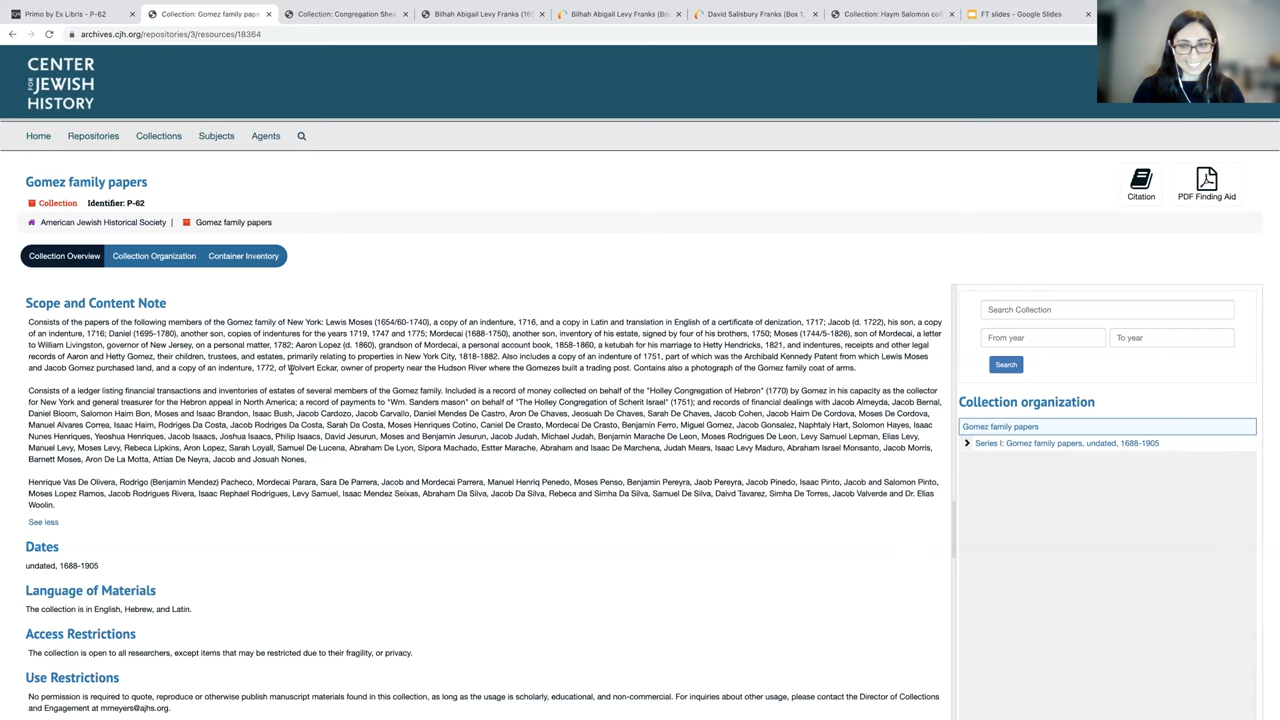 Primo by Ex Libris - P-62
Collection: Gomez family pape
Collection: Congregation Shea
Bilhah Abigail Levy Franks (16
Bilhah Abigail Levy Franks (Bo
David Salisbury Franks (Box 1,
Collection: Haym Salomon col
FT slides - Google Slides
archives.cjh.org/repositories/3/resources/18364
CENTER
FOR JEWISH
HISTORY
Home Repositories Collections Subjects Agents
Gomez family papers
Citation
PDF Finding Aid
Collection Identifier: P-62
American Jewish Historical Society | Gomez family papers
Collection Overview Collection Organization Container Inventory
Scope and Content Note
Consists of the papers of the following members of the Gomez family of New York: Lewis Moses (1654/60-1740), a copy of an indenture, 1716, and a copy in Latin and translation in English of a certificate of denization, 1717; Jacob (d. 1722), his son, a copy
of an indenture, 1716; Daniel (1695-1780), another son, copies of indentures for the years 1719, 1747 and 1775; Mordecai (1688-1750), another son, inventory of his estate, signed by four of his brothers, 1750; Moses (1744/5-1826), son of Mordecai, a letter
to William Livingston, governor of New Jersey, on a personal matter, 1782; Aaron Lopez (d. 1860), grandson of Mordecai, a personal account book, 1858-1860, a ketubah for his marriage to Hetty Hendricks, 1821, and indentures, receipts and other legal
records of Aaron and Hetty Gomez, their children, trustees, and estates, primarily relating to properties in New York City, 1818-1882. Also includes a copy of an indenture of 1751, part of which was the Archibald Kennedy Patent from which Lewis Moses
and Jacob Gomez purchased land, and a copy of an indenture, 1772, of Wolvert Eckar, owner of property near the Hudson River where the Gomezes built a trading post. Contains also a photograph of the Gomez family coat of arms.
Consists of a ledger listing financial transactions and inventories of estates of several members of the Gomez family. Included is a record of money collected on behalf of the "Holley Congregation of Hebron" (1770) by Gomez in his capacity as the collector
for New York and general treasurer for the Hebron appeal in North America; a record of payments to "Wm. Sanders mason" on behalf of "The Holley Congregation of Scherit Israel" (1751); and records of financial dealings with Jacob Almeyda, Jacob Bernal,
Daniel Bloom, Salomon Haim Bon, Moses and Isaac Brandon, Isaac Bush, Jacob Cardozo, Jacob Carvallo, Daniel Mendes De Castro, Aron De Chaves, Jeosuah De Chaves, Sarah De Chaves, Jacob Cohen, Jacob Haim De Cordova, Moses De Cordova,
Manuel Alvares Correa, Isaac Haim, Rodriges Da Costa, Jacob Rodriges Da Costa, Isaac Da Costa, Sarah Da Costa, Moses Henriques Cotino, Caniel De Crasto, Mordecai De Crasto, Benjamin Ferro, Miguel Gomez, Jacob Gonsalez, Naphtaly Hart, Solomon Hayes, Isaac
Nunes Henriques, Yeoshua Henriques, Jacob Isaacs, Joshua Isaacs, Philip Isaacs, David Jesurun, Moses and Benjamin Jesurun, Jacob Judah, Michael Judah, Benjamin Marache De Leon, Moses Rodrigues De Leon, Levy Samuel Lepman, Elias Levy,
Manuel Levy, Moses Levy, Rebeca Lipkins, Aron Lopez, Sarah Loyall, Samuel De Lucena, Abraham De Lyon, Sipora Machado, Esther Marache, Abraham and Isaac De Marchena, Judah Mears, Isaac Levy Maduro, Abraham Israel Monsanto, Jacob Morris,
Barnett Moses, Aron De La Motta, Attias De Neyra, Jacob and Josuah Nones,
Henrique Vas De Olivera, Rodrigo (Benjamin Mendez) Pacheco, Mordecai Parara, Sara De Parrera, Jacob and Mordecai Parrera, Manuel Henriq Penedo, Moses Penso, Benjamin Pereyra, Jaob Pereyra, Jacob Pinedo, Isaac Pinto, Jacob and Salomon Pinto,
Moses Lopez Ramos, Jacob Rodrigues Rivera, Isaac Rephael Rodrigues, Levy Samuel, Isaac Mendez Seixas, Abraham Da Silva, Jacob Da Silva, Rebeca and Simha Da Silva, Samuel De Silva, Daivd Tavarez, Simha De Torres, Jacob Valverde and Dr. Elias
Woolin.
See less
Dates
undated, 1688-1905
Language of Materials
The collection is in English, Hebrew, and Latin.
Access Restrictions
The collection is open to all researchers, except items that may be restricted due to their fragility, or privacy.
Use Restrictions
No permission is required to quote, reproduce or otherwise publish manuscript materials found in this collection, as long as the usage is scholarly, educational, and non-commercial. For inquiries about other usage, please contact the Director of Collections
and Engagement at mmeyers@ajhs.org.
Search Collection
From year
To year
Search
Collection organization
Gomez family papers
Series I: Gomez family papers, undated, 1688-1905